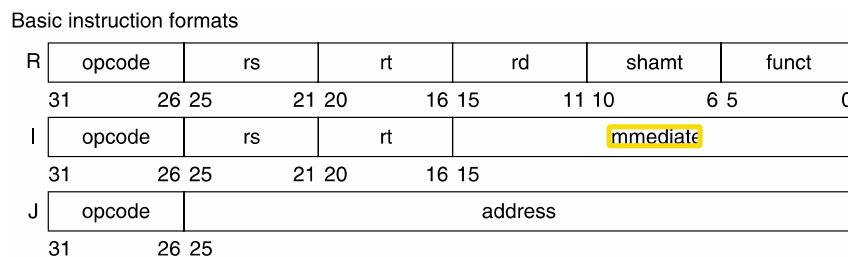 Basic instruction formats
R opcode rs rt rd shamt funct
31 26 25 21 20 16 15 11 10 6 5 0
I opcode rs rt mmediate
31 26 25 21 20 16 15
J opcode address
31 26 25